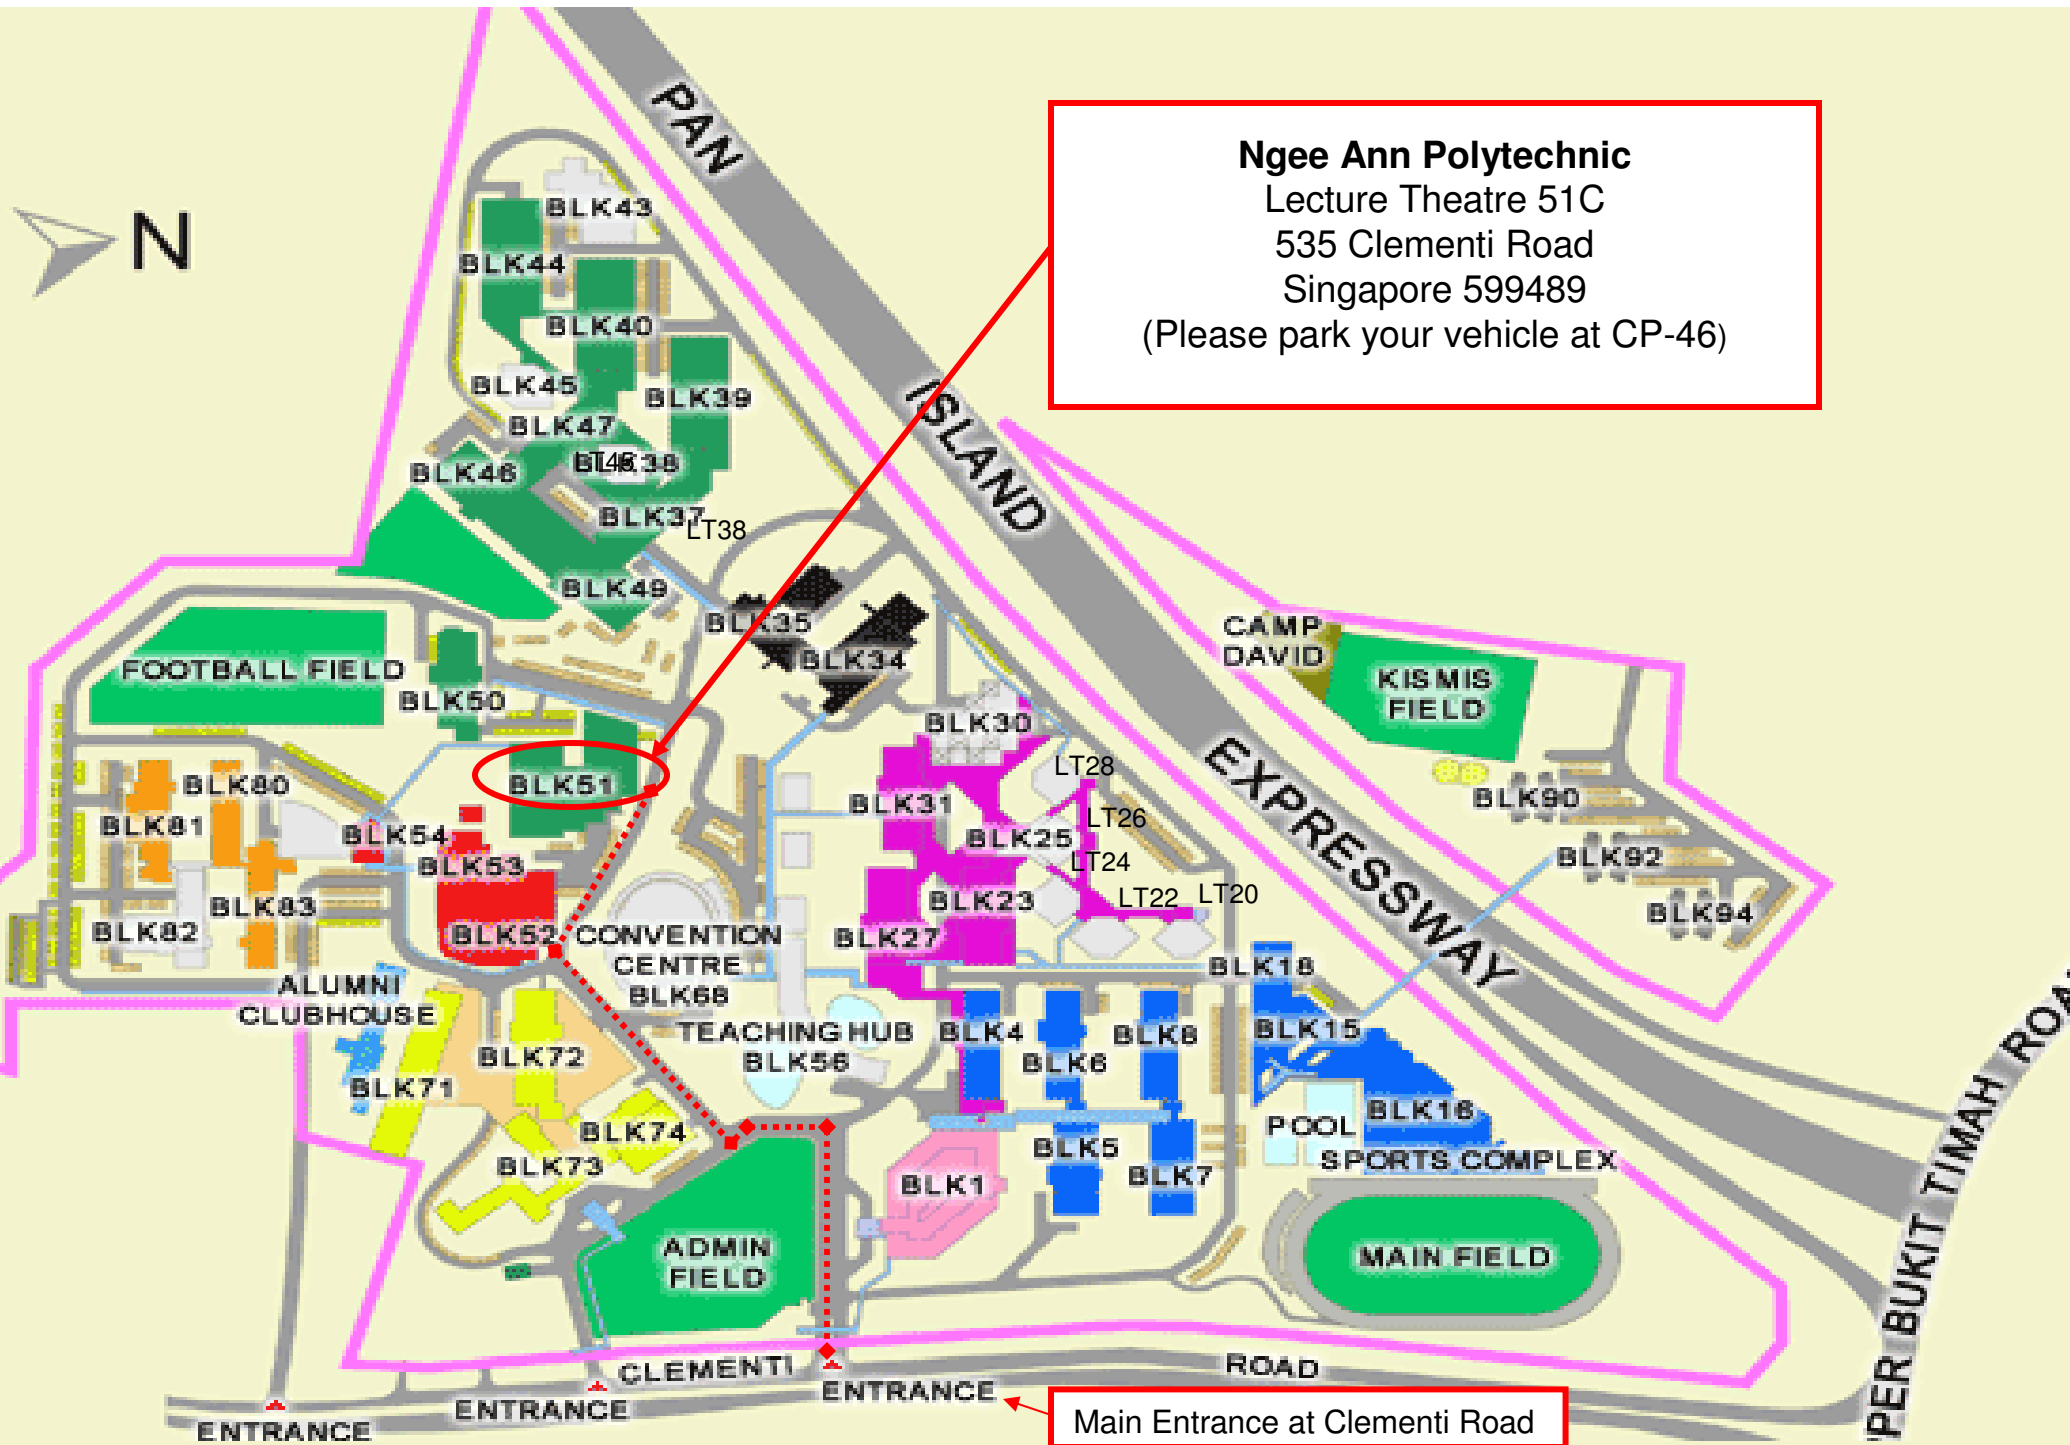 PAN
ISLAND
EXPRESSWAY
Ngee Ann Polytechnic
Lecture Theatre 51C
535 Clementi Road
Singapore 599489
(Please park your vehicle at CP-46)
N
BLK43
BLK44
BLK40
BLK45
BLK39
BLK47
LT45
BLK38
BLK46
BLK37
LT38
BLK49
BLK35
BLK34
CAMP
DAVID
KISMIS
FIELD
FOOTBALL FIELD
BLK50
BLK30
BLK51
BLK80
BLK81
BLK54
BLK53
BLK31
BLK25
LT28
LT26
LT24
LT22
LT20
BLK90
BLK92
BLK94
BLK83
BLK82
BLK52
BLK23
BLK27
CONVENTION
CENTRE
BLK68
BLK18
ALUMNI
CLUBHOUSE
TEACHING HUB
BLK56
BLK4
BLK6
BLK8
BLK15
BLK71
BLK72
BLK74
BLK73
BLK5
BLK7
BLK1
BLK16
POOL
SPORTS COMPLEX
ADMIN
FIELD
MAIN FIELD
CLEMENTI
ROAD
ENTRANCE
ENTRANCE
ENTRANCE
Main Entrance at Clementi Road
PER BUKIT TIMAH ROA